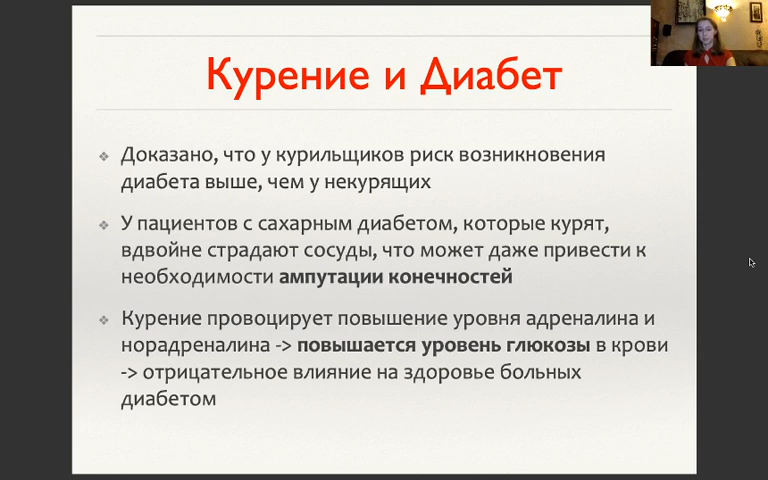 Курение и Диабет
Доказано, что у курильщиков риск возникновения
диабета выше, чем у некурящих
У пациентов с сахарным диабетом, которые курят,
вдвойне страдают сосуды, что может даже привести к
необходимости ампутации конечностей
Курение провоцирует повышение уровня адреналина и
норадреналина -> повышается уровень глюкозы в крови
-> отрицательное влияние на здоровье больных
диабетом